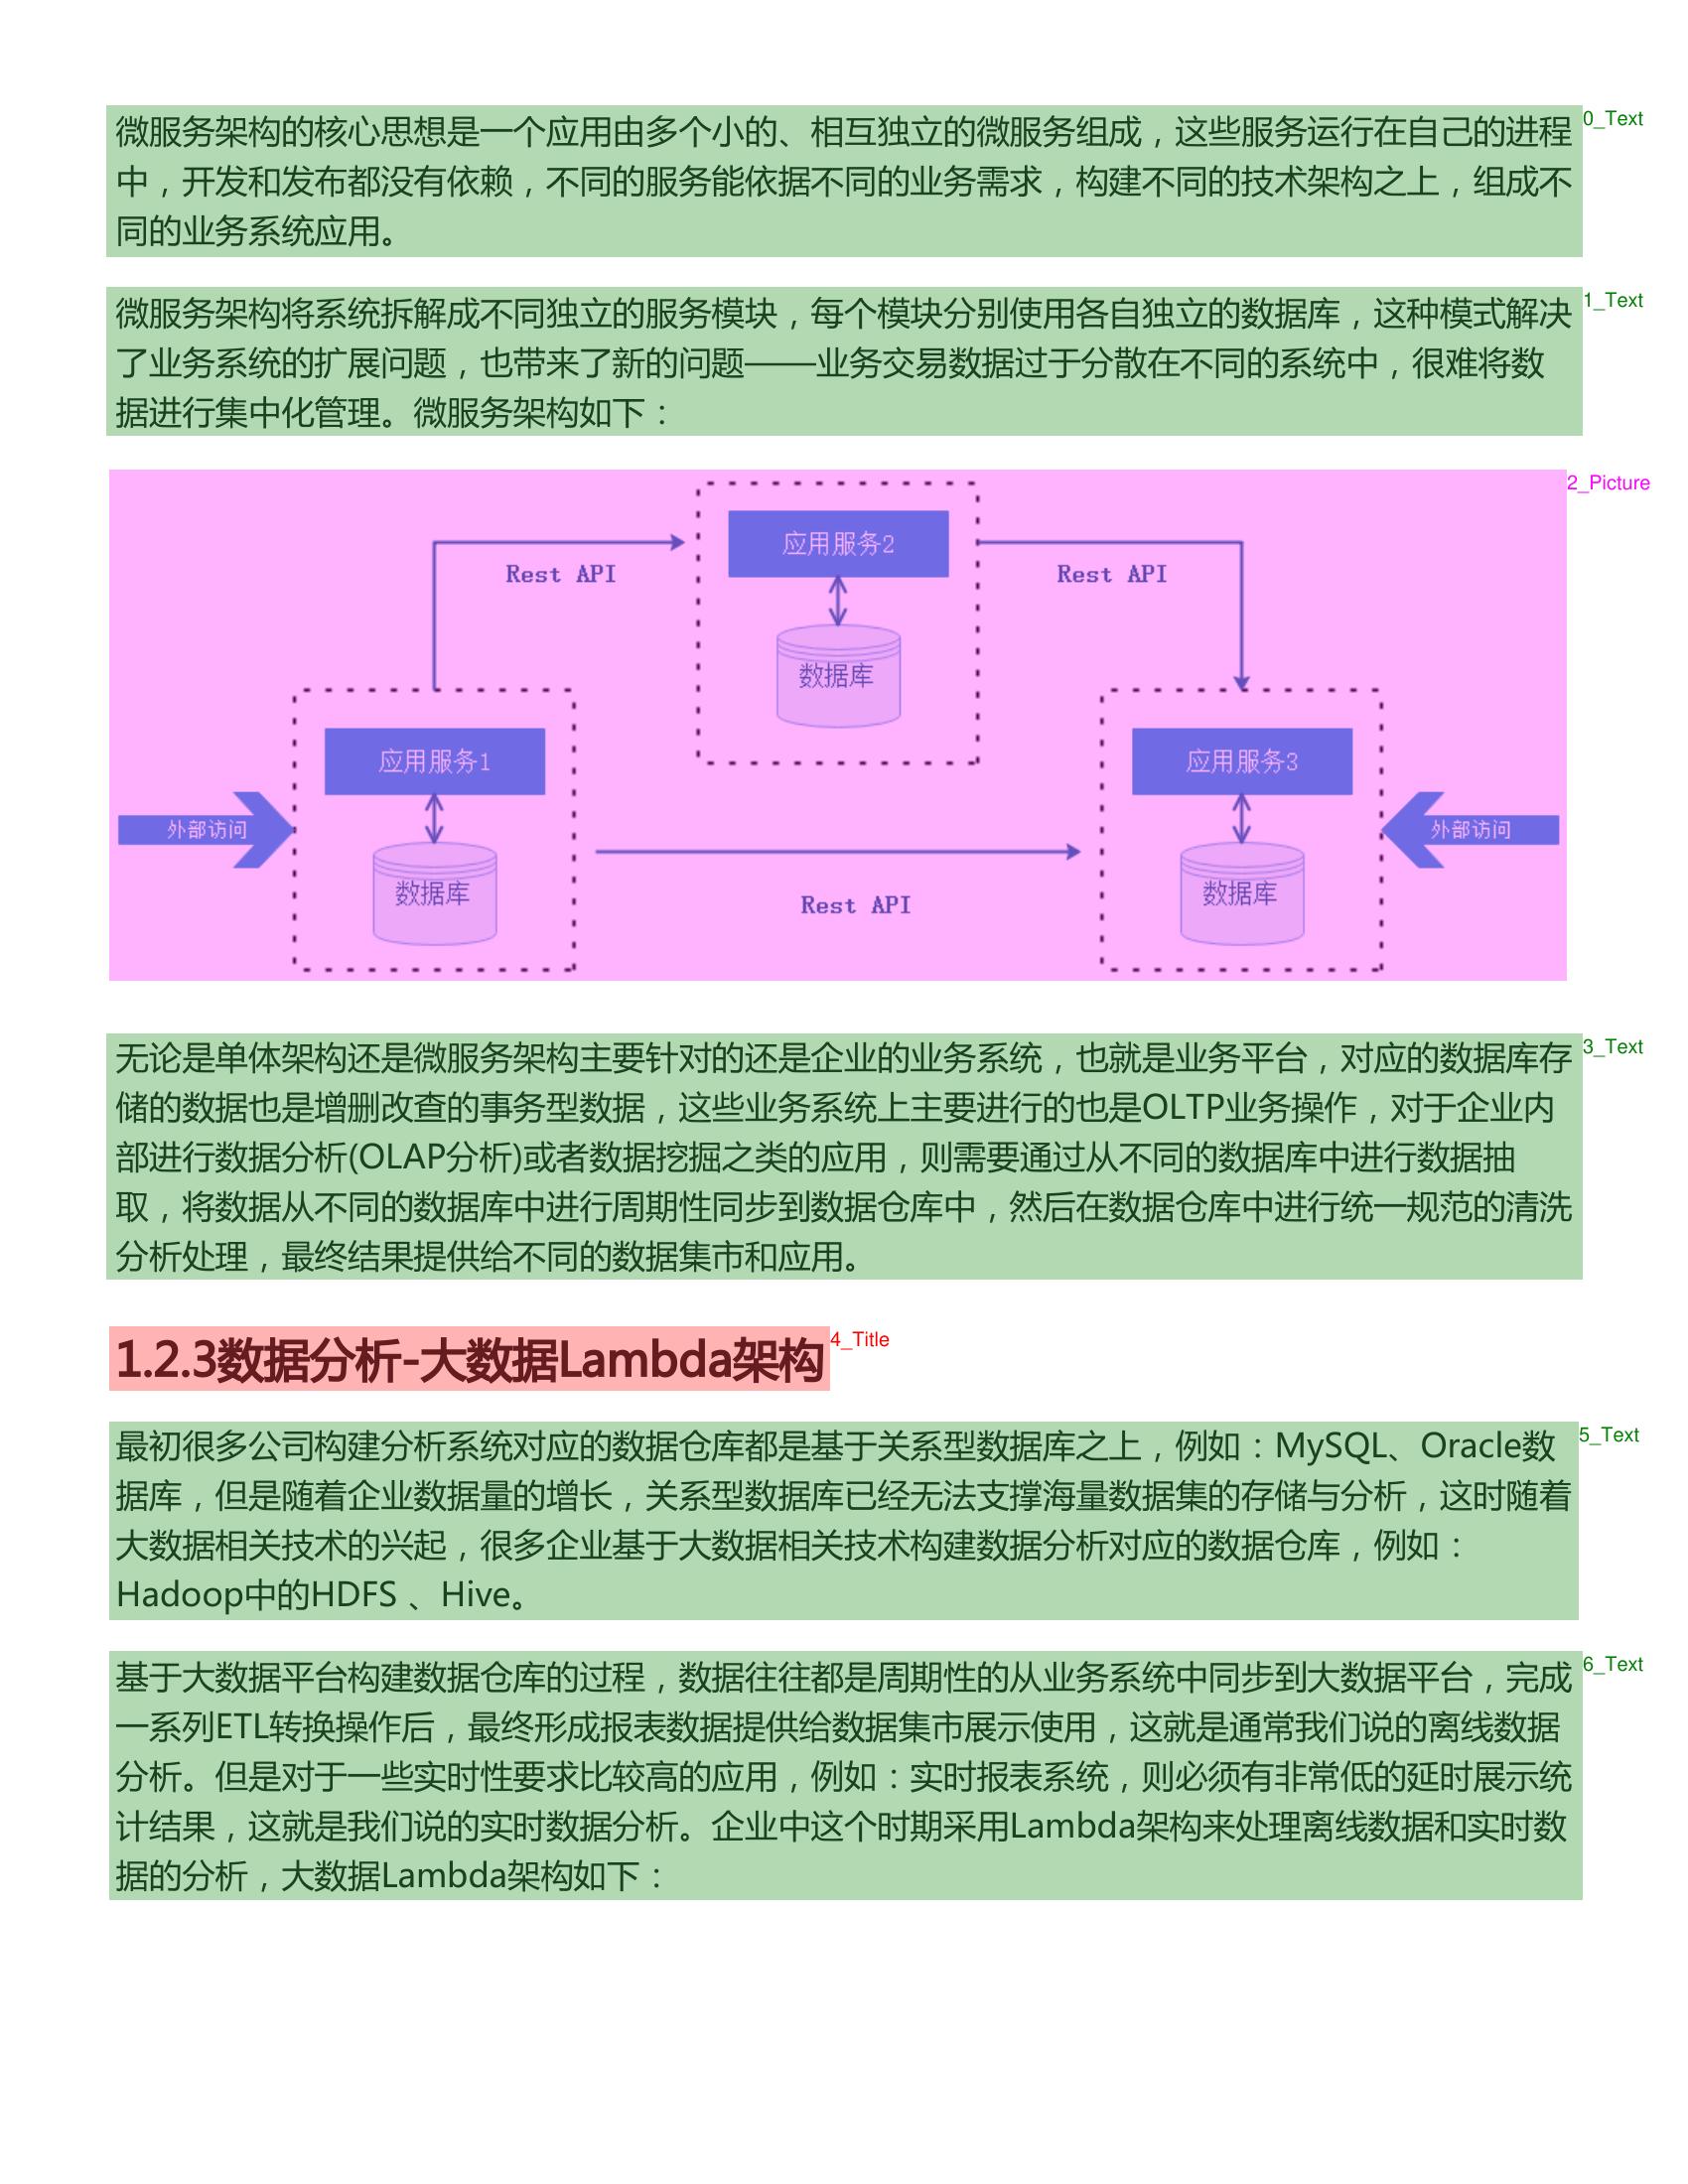 微服务架构的核心思想是一个应用由多个小的、相互独立的微服务组成，这些服务运行在自己的进程
中，开发和发布都没有依赖，不同的服务能依据不同的业务需求，构建不同的技术架构之上，组成不
同的业务系统应用。
0_Text
微服务架构将系统拆解成不同独立的服务模块，每个模块分别使用各自独立的数据库，这种模式解决
了业务系统的扩展问题，也带来了新的问题——业务交易数据过于分散在不同的系统中，很难将数
据进行集中化管理。微服务架构如下：
1_Text
2_Picture
应用服务2
Rest API
Rest API
数据库
应用服务1
应用服务3
外部访问
外部访问
数据库
数据库
Rest API
无论是单体架构还是微服务架构主要针对的还是企业的业务系统，也就是业务平台，对应的数据库存
储的数据也是增删改查的事务型数据，这些业务系统上主要进行的也是OLTP业务操作，对于企业内
部进行数据分析(OLAP分析)或者数据挖掘之类的应用，则需要通过从不同的数据库中进行数据抽
取，将数据从不同的数据库中进行周期性同步到数据仓库中，然后在数据仓库中进行统一规范的清洗
分析处理，最终结果提供给不同的数据集市和应用。
3_Text
1.2.3数据分析-大数据Lambda架构
4_Title
最初很多公司构建分析系统对应的数据仓库都是基于关系型数据库之上，例如：MySQL、Oracle数
据库，但是随着企业数据量的增长，关系型数据库已经无法支撑海量数据集的存储与分析，这时随着
大数据相关技术的兴起，很多企业基于大数据相关技术构建数据分析对应的数据仓库，例如：
Hadoop中的HDFS 、Hive。
5_Text
基于大数据平台构建数据仓库的过程，数据往往都是周期性的从业务系统中同步到大数据平台，完成
一系列ETL转换操作后，最终形成报表数据提供给数据集市展示使用，这就是通常我们说的离线数据
分析。但是对于一些实时性要求比较高的应用，例如：实时报表系统，则必须有非常低的延时展示统
计结果，这就是我们说的实时数据分析。企业中这个时期采用Lambda架构来处理离线数据和实时数
据的分析，大数据Lambda架构如下：
6_Text